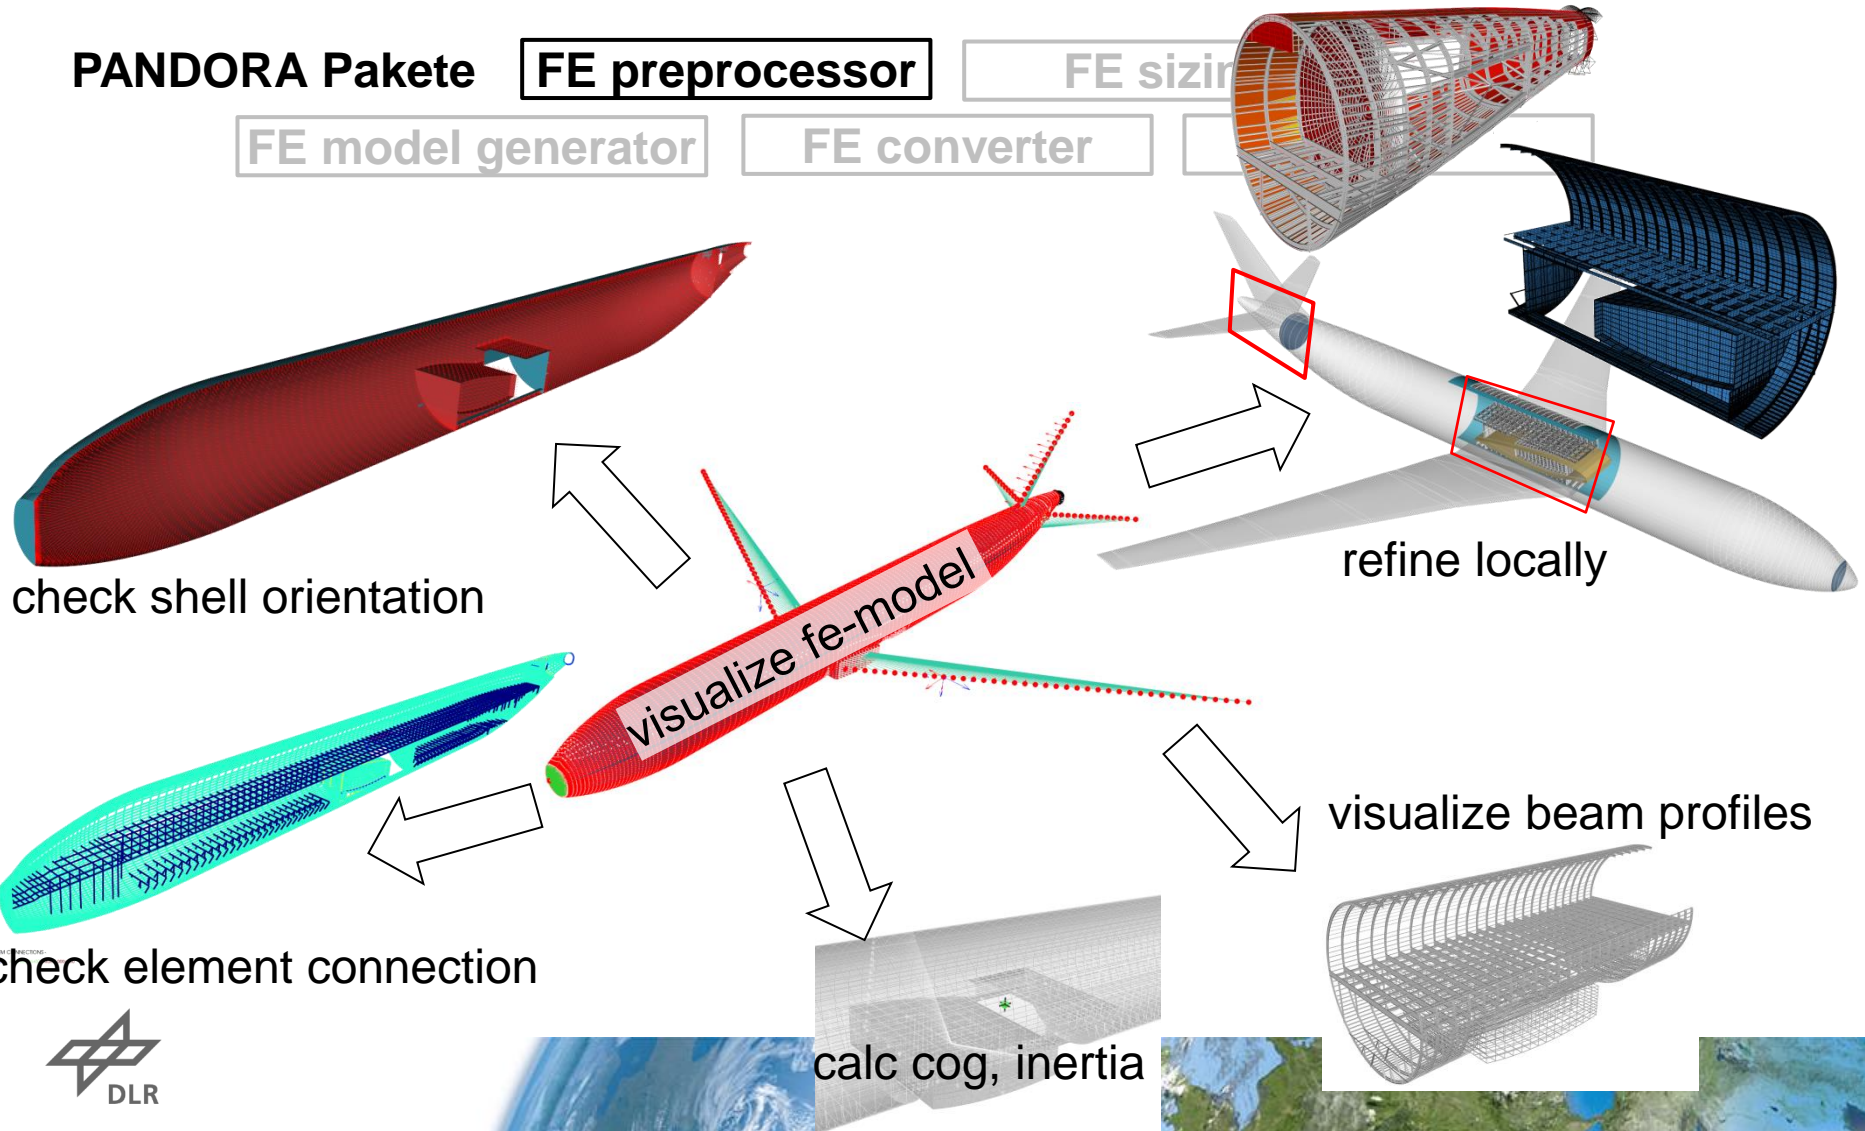 PANDORA Pakete
FE preprocessor
FE
FE model generator
FE converter
check shell orientation
refine locally
visualize fe-model
visualize beam profiles
check element connection
calc cog, inertia
DLR